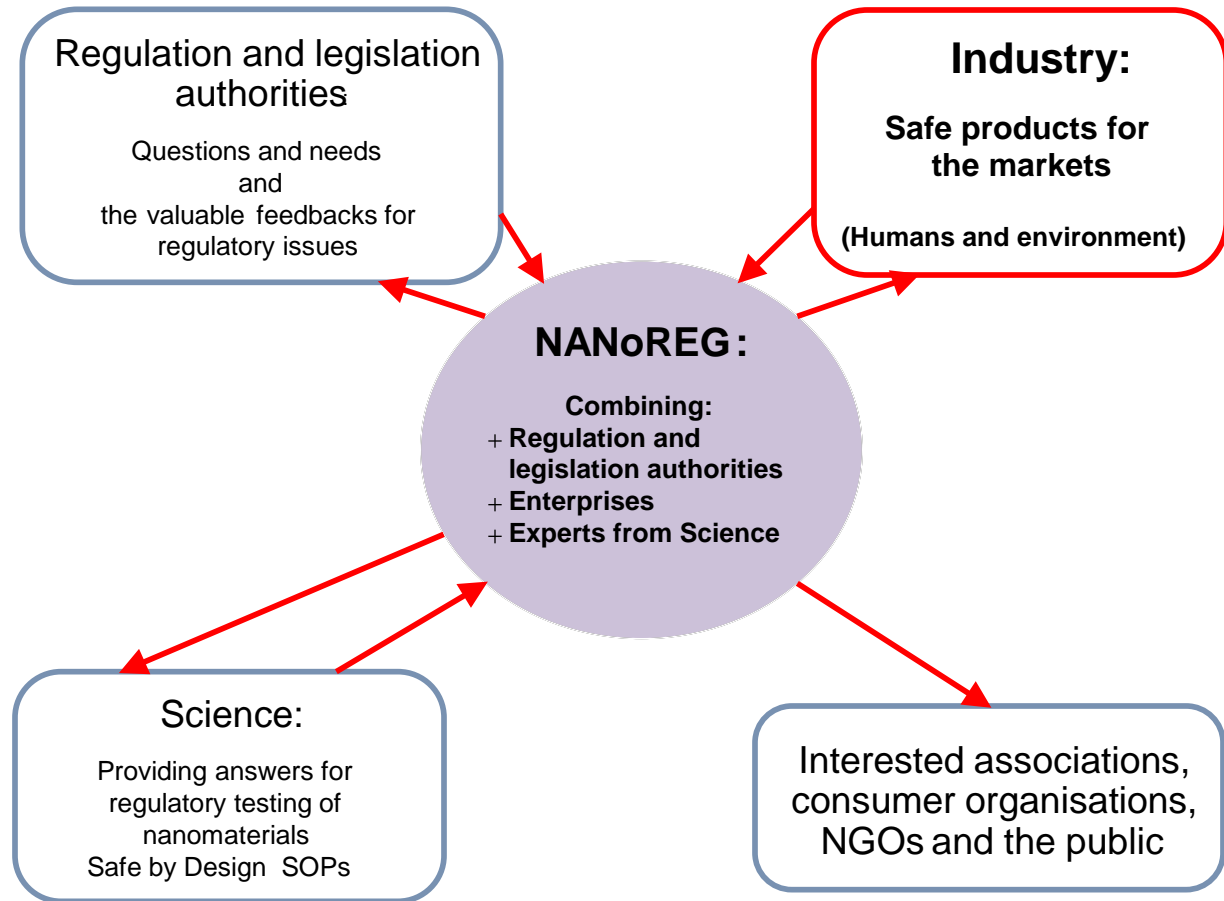 Regulation and legislation
authorities:
Questions and needs
and
the valuable feedbacks for
regulatory issues
Industry:
Safe products for
the markets
(Humans and environment)
NANoREG :
Combining:
+ Regulation and
legislation authorities
+ Enterprises
+ Experts from Science
Science:
Providing answers for
regulatory testing of
nanomaterials
Safe by Design SOPs
Interested associations,
consumer organisations,
NGOs and the public